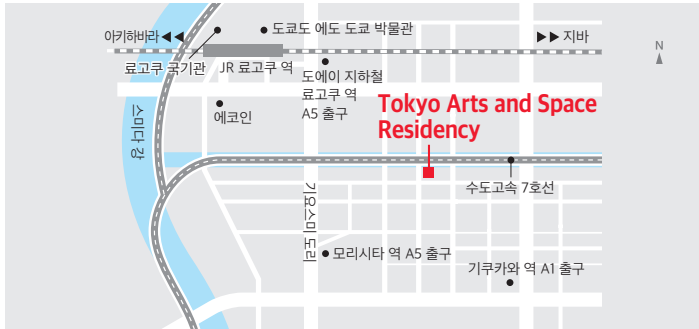 도쿄도 에도 도쿄 박물관
아키하바라 ◀◀
▶▶ 지바
N
료고쿠 국기관
JR 료고쿠 역
도에이 지하철
료고쿠 역
A5 출구
에코인
스미다 강
Tokyo Arts and Space
Residency
수도고속 7호선
기요스미 도리
모리시타 역 A5 출구
기쿠카와 역 A1 출구